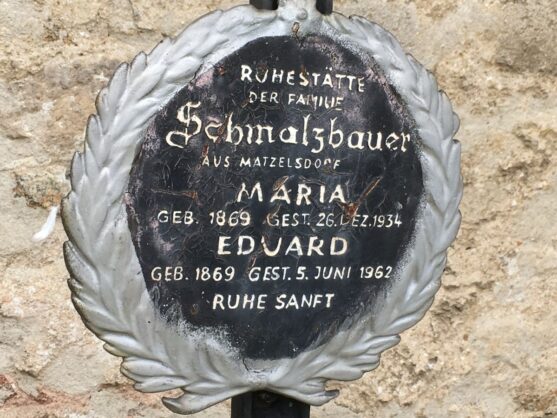 RUHESTÄTTE
DER FAMILIE
Schmalzbauer
AUS MATZELSDORF
MARIA
GEB. 1869 GEST. 26. DEZ. 1934
EDUARD
GEB. 1869 GEST. 5. JUNI 1962
RUHE SANFT